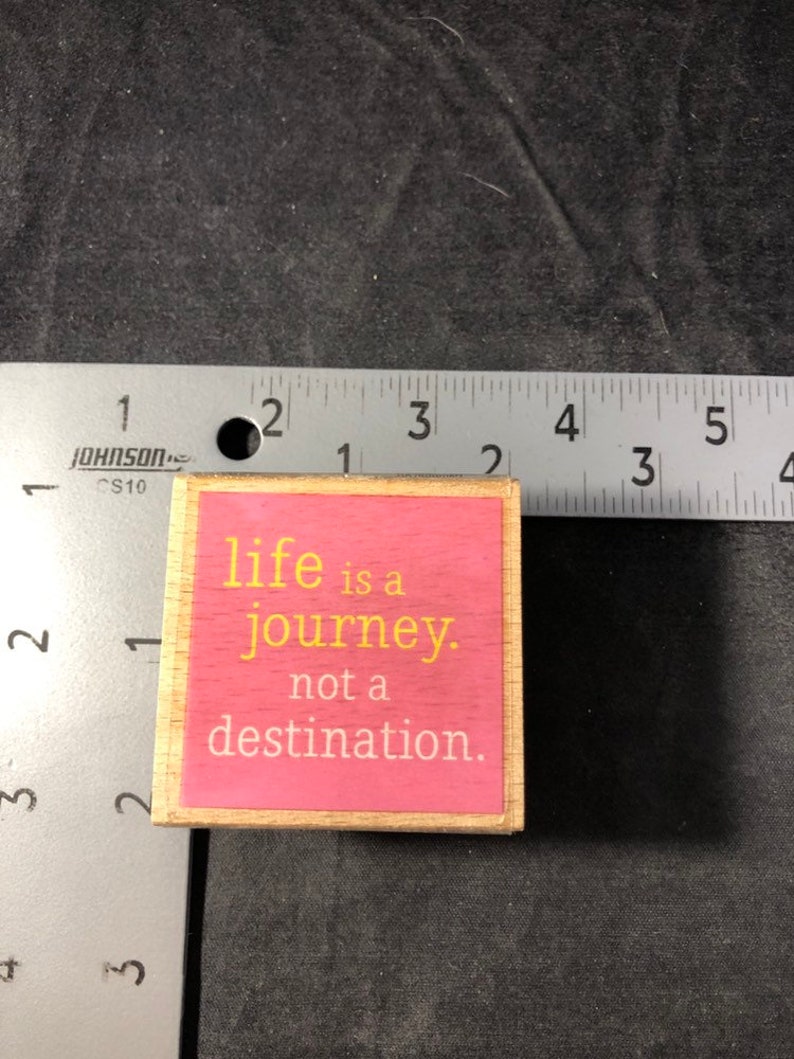 1 2 3 4 5
JOHNSON
CS10
1 2 3 4
1
2 1
3 2
4 3
life is a
journey.
not a
destination.